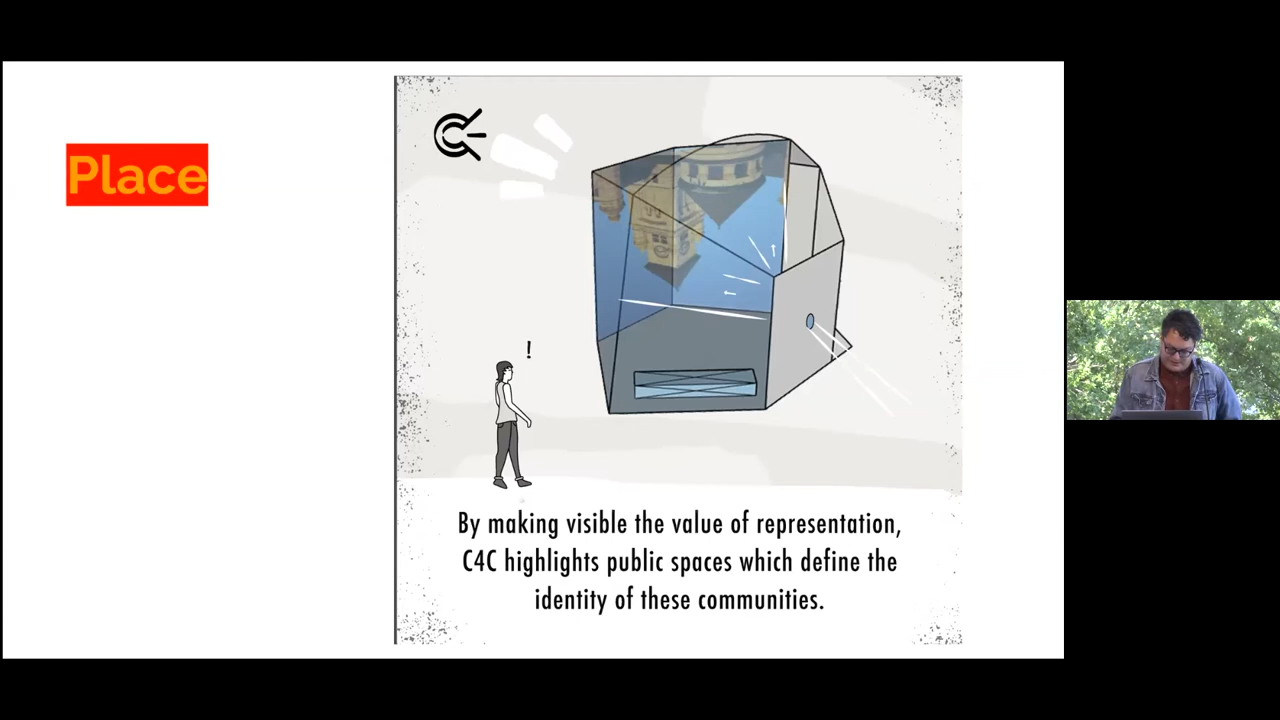 Place
!
By making visible the value of representation,
C4C highlights public spaces which define the
identity of these communities.